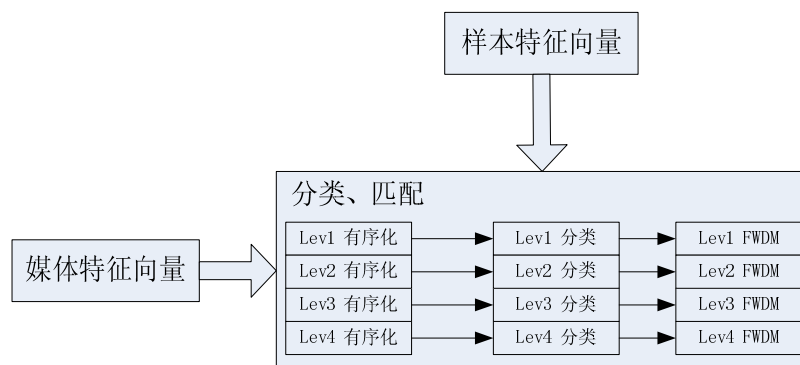 样本特征向量
分类、匹配
媒体特征向量
Lev1 有序化
Lev1 分类
Lev1 FWDM
Lev2 有序化
Lev2 分类
Lev2 FWDM
Lev3 有序化
Lev3 分类
Lev3 FWDM
Lev4 有序化
Lev4 分类
Lev4 FWDM